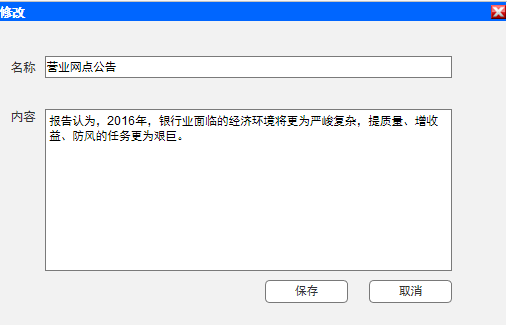 修改
名称
营业网点公告
内容
报告认为，2016年，银行业面临的经济环境将更为严峻复杂，提质量、增收
益、防风的任务更为艰巨。
保存
取消